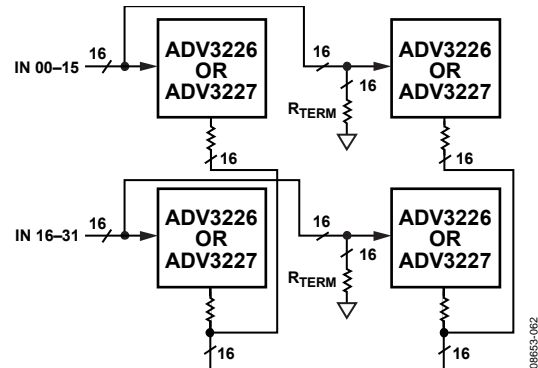 ADV3226
OR
ADV3227
ADV3226
OR
ADV3227
IN 00–15
16
16
16
RTERM
16
16
ADV3226
OR
ADV3227
ADV3226
OR
ADV3227
IN 16–31
16
16
16
RTERM
16
16
08653-062